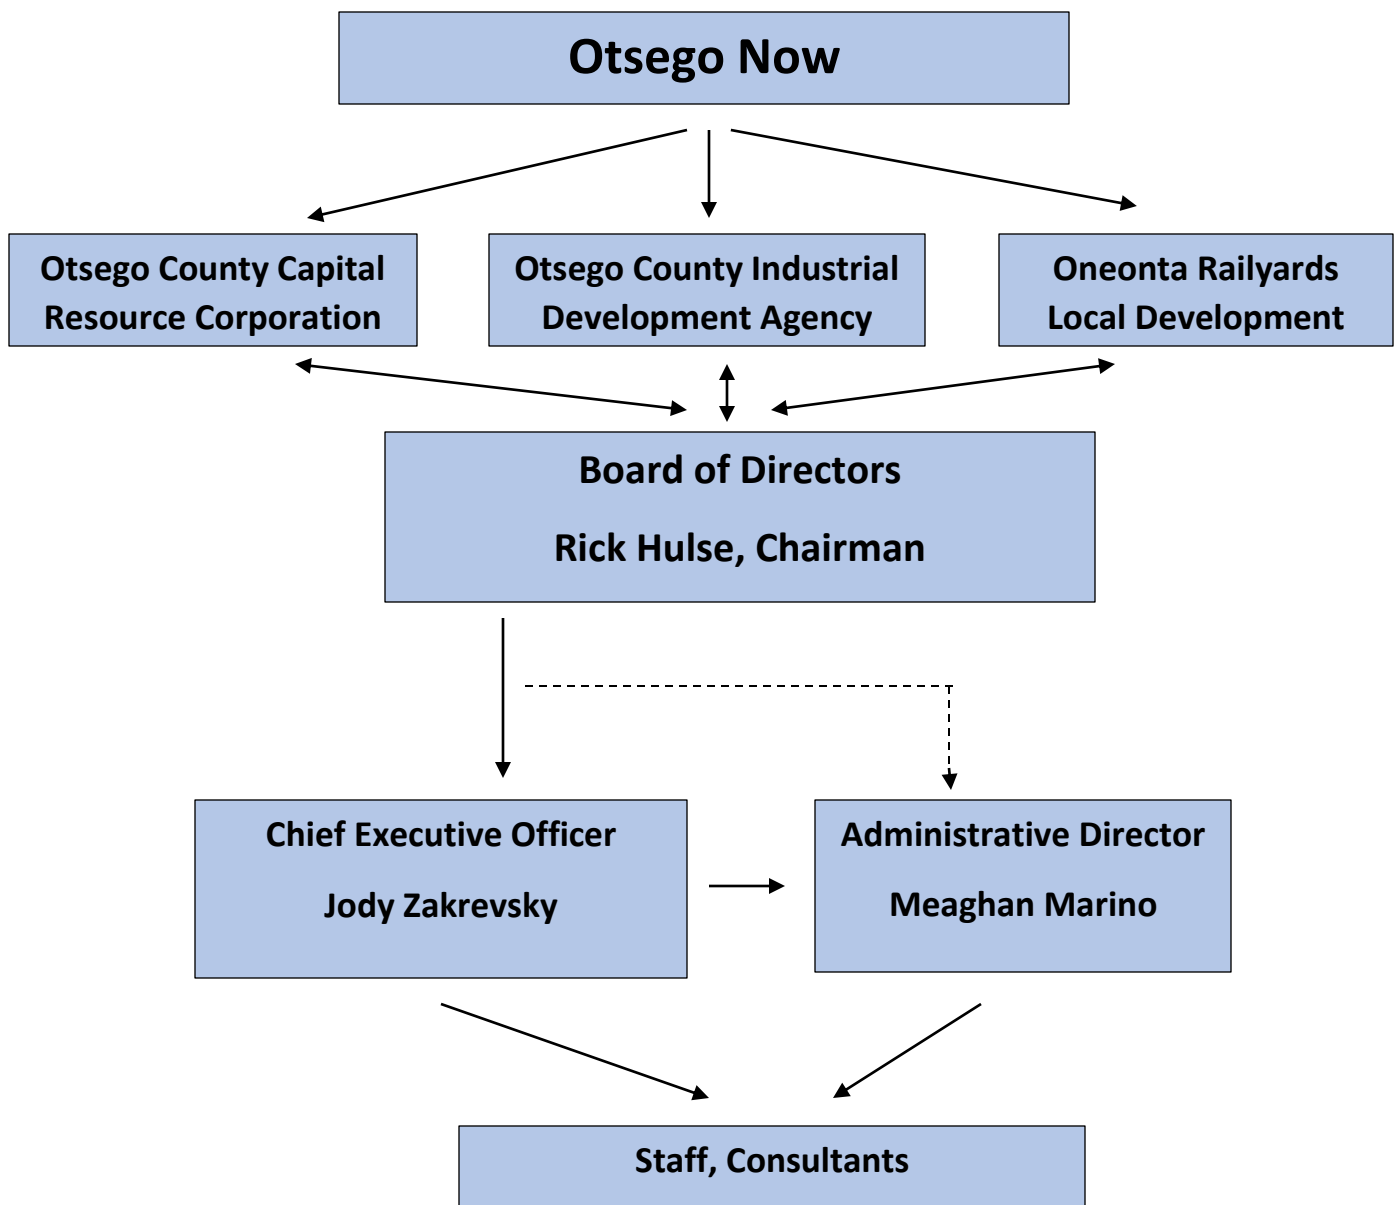 Otsego Now
Otsego County Capital
Resource Corporation
Otsego County Industrial
Development Agency
Oneonta Railyards
Local Development
Board of Directors
Rick Hulse, Chairman
Chief Executive Officer
Jody Zakrevsky
Administrative Director
Meaghan Marino
Staff, Consultants